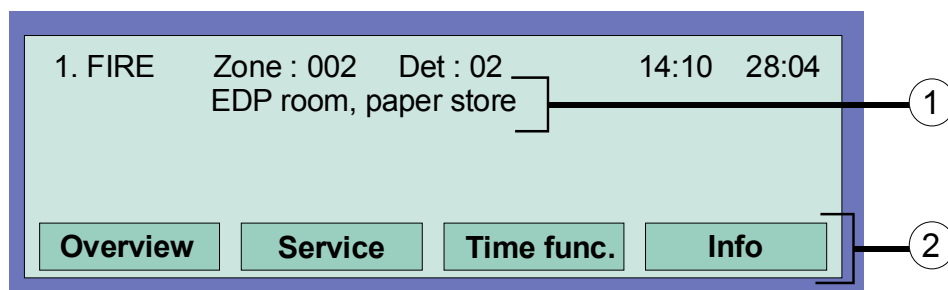 1. FIRE Zone : 002 Det : 02 14:10 28:04
EDP room, paper store
1
Overview Service Time func. Info
2